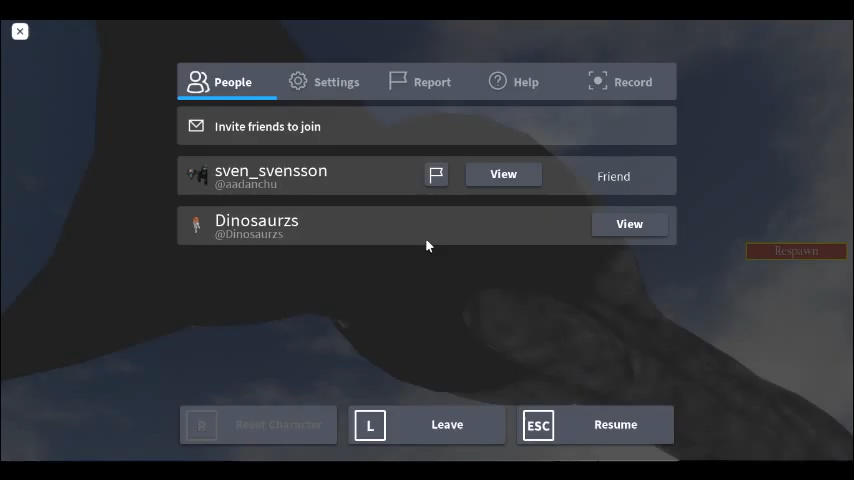 People Settings Report Help Record
Invite friends to join
sven_svensson
@aadanchu
View
Friend
Dinosaurzs
@Dinosaurzs
View
Respawn
R Reset Character L Leave ESC Resume